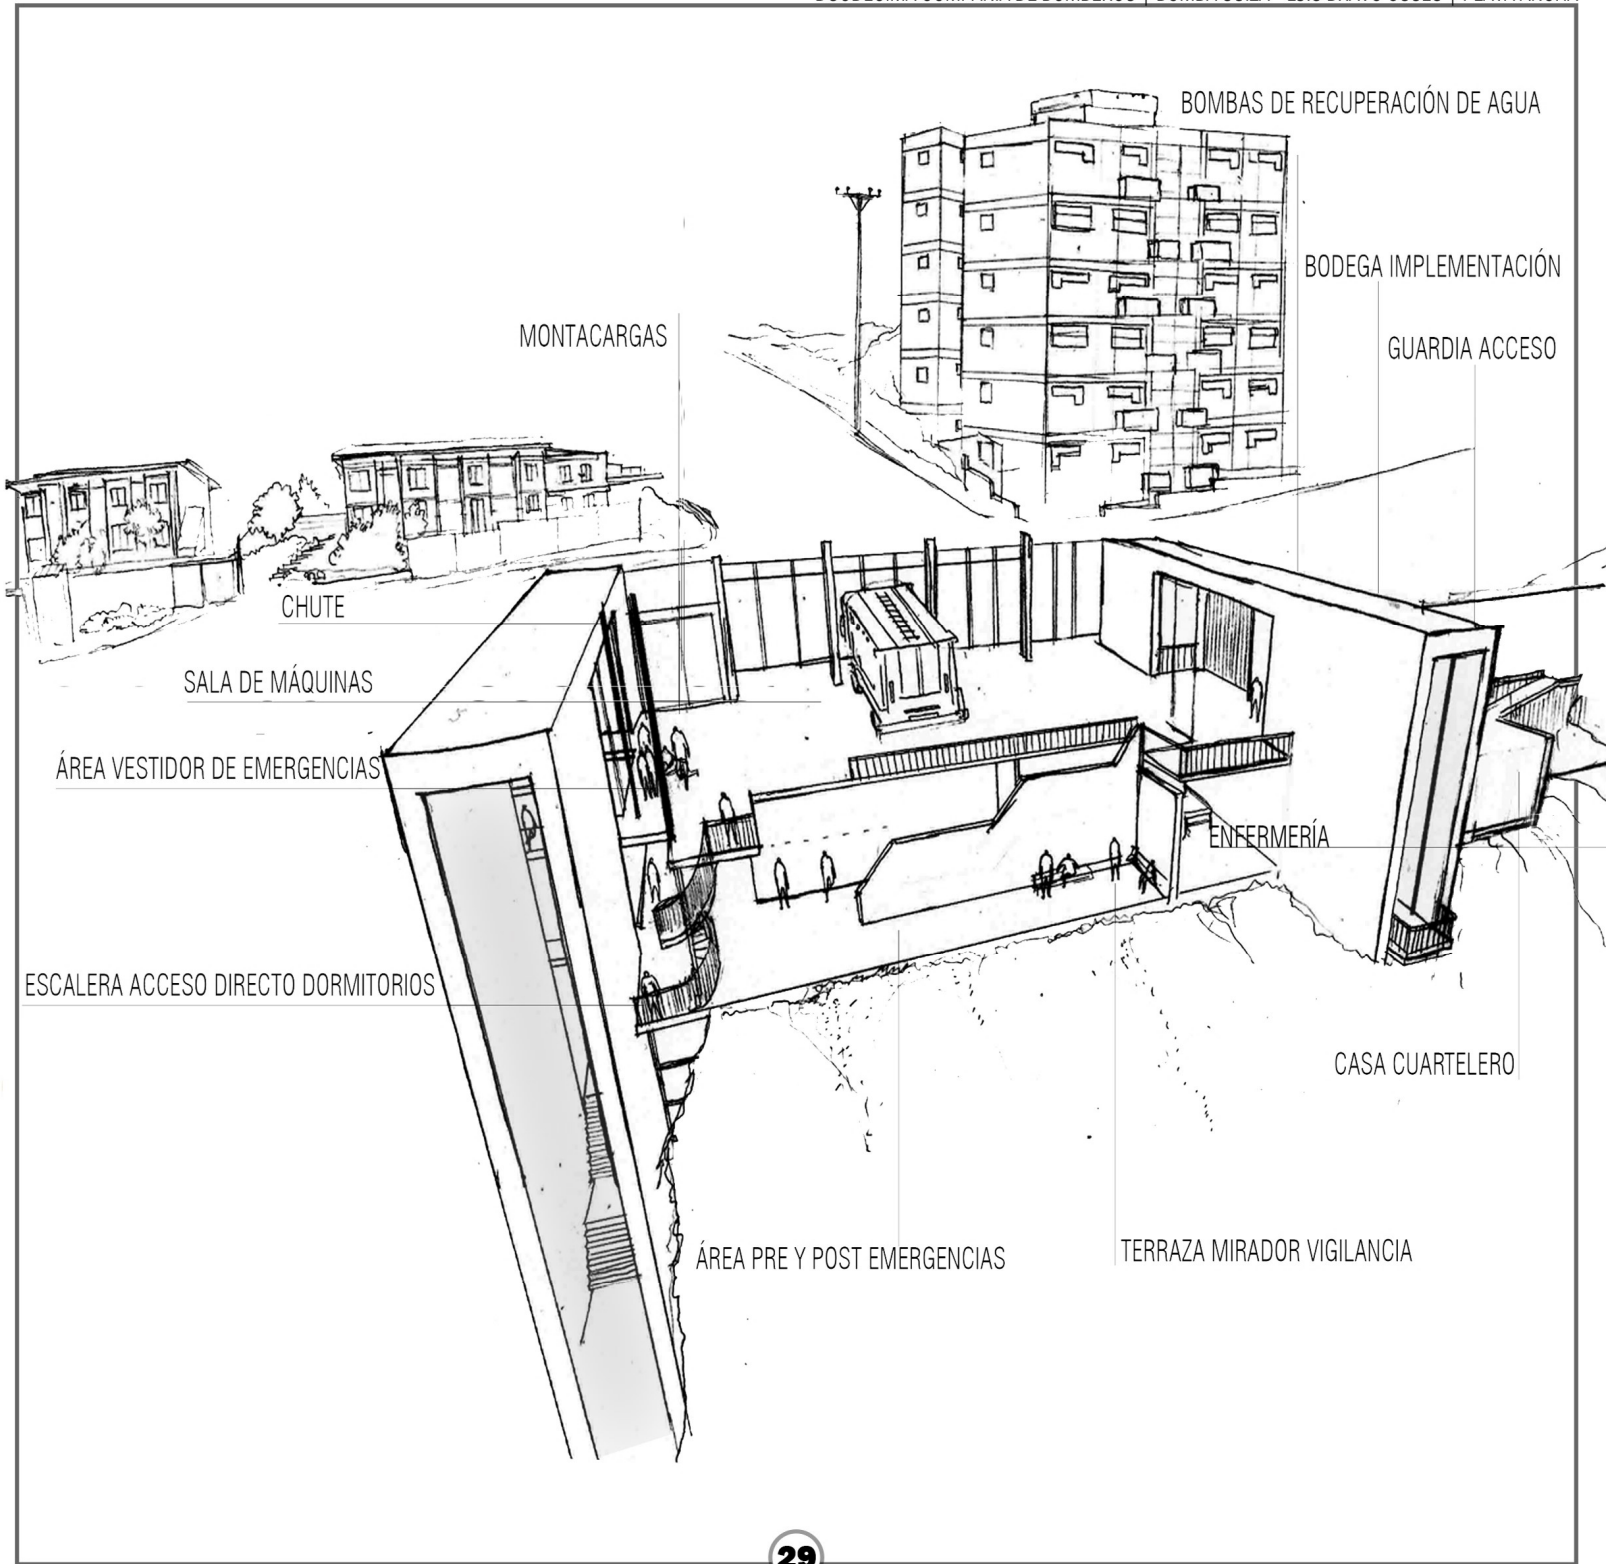 BOMBAS DE RECUPERACIÓN DE AGUA
BODEGA IMPLEMENTACIÓN
MONTACARGAS
GUARDIA ACCESO
CHUTE
SALA DE MÁQUINAS
ÁREA VESTIDOR DE EMERGENCIAS
ENFERMERÍA
ESCALERA ACCESO DIRECTO DORMITORIOS
CASA CUARTELERO
ÁREA PRE Y POST EMERGENCIAS
TERRAZA MIRADOR VIGILANCIA
29